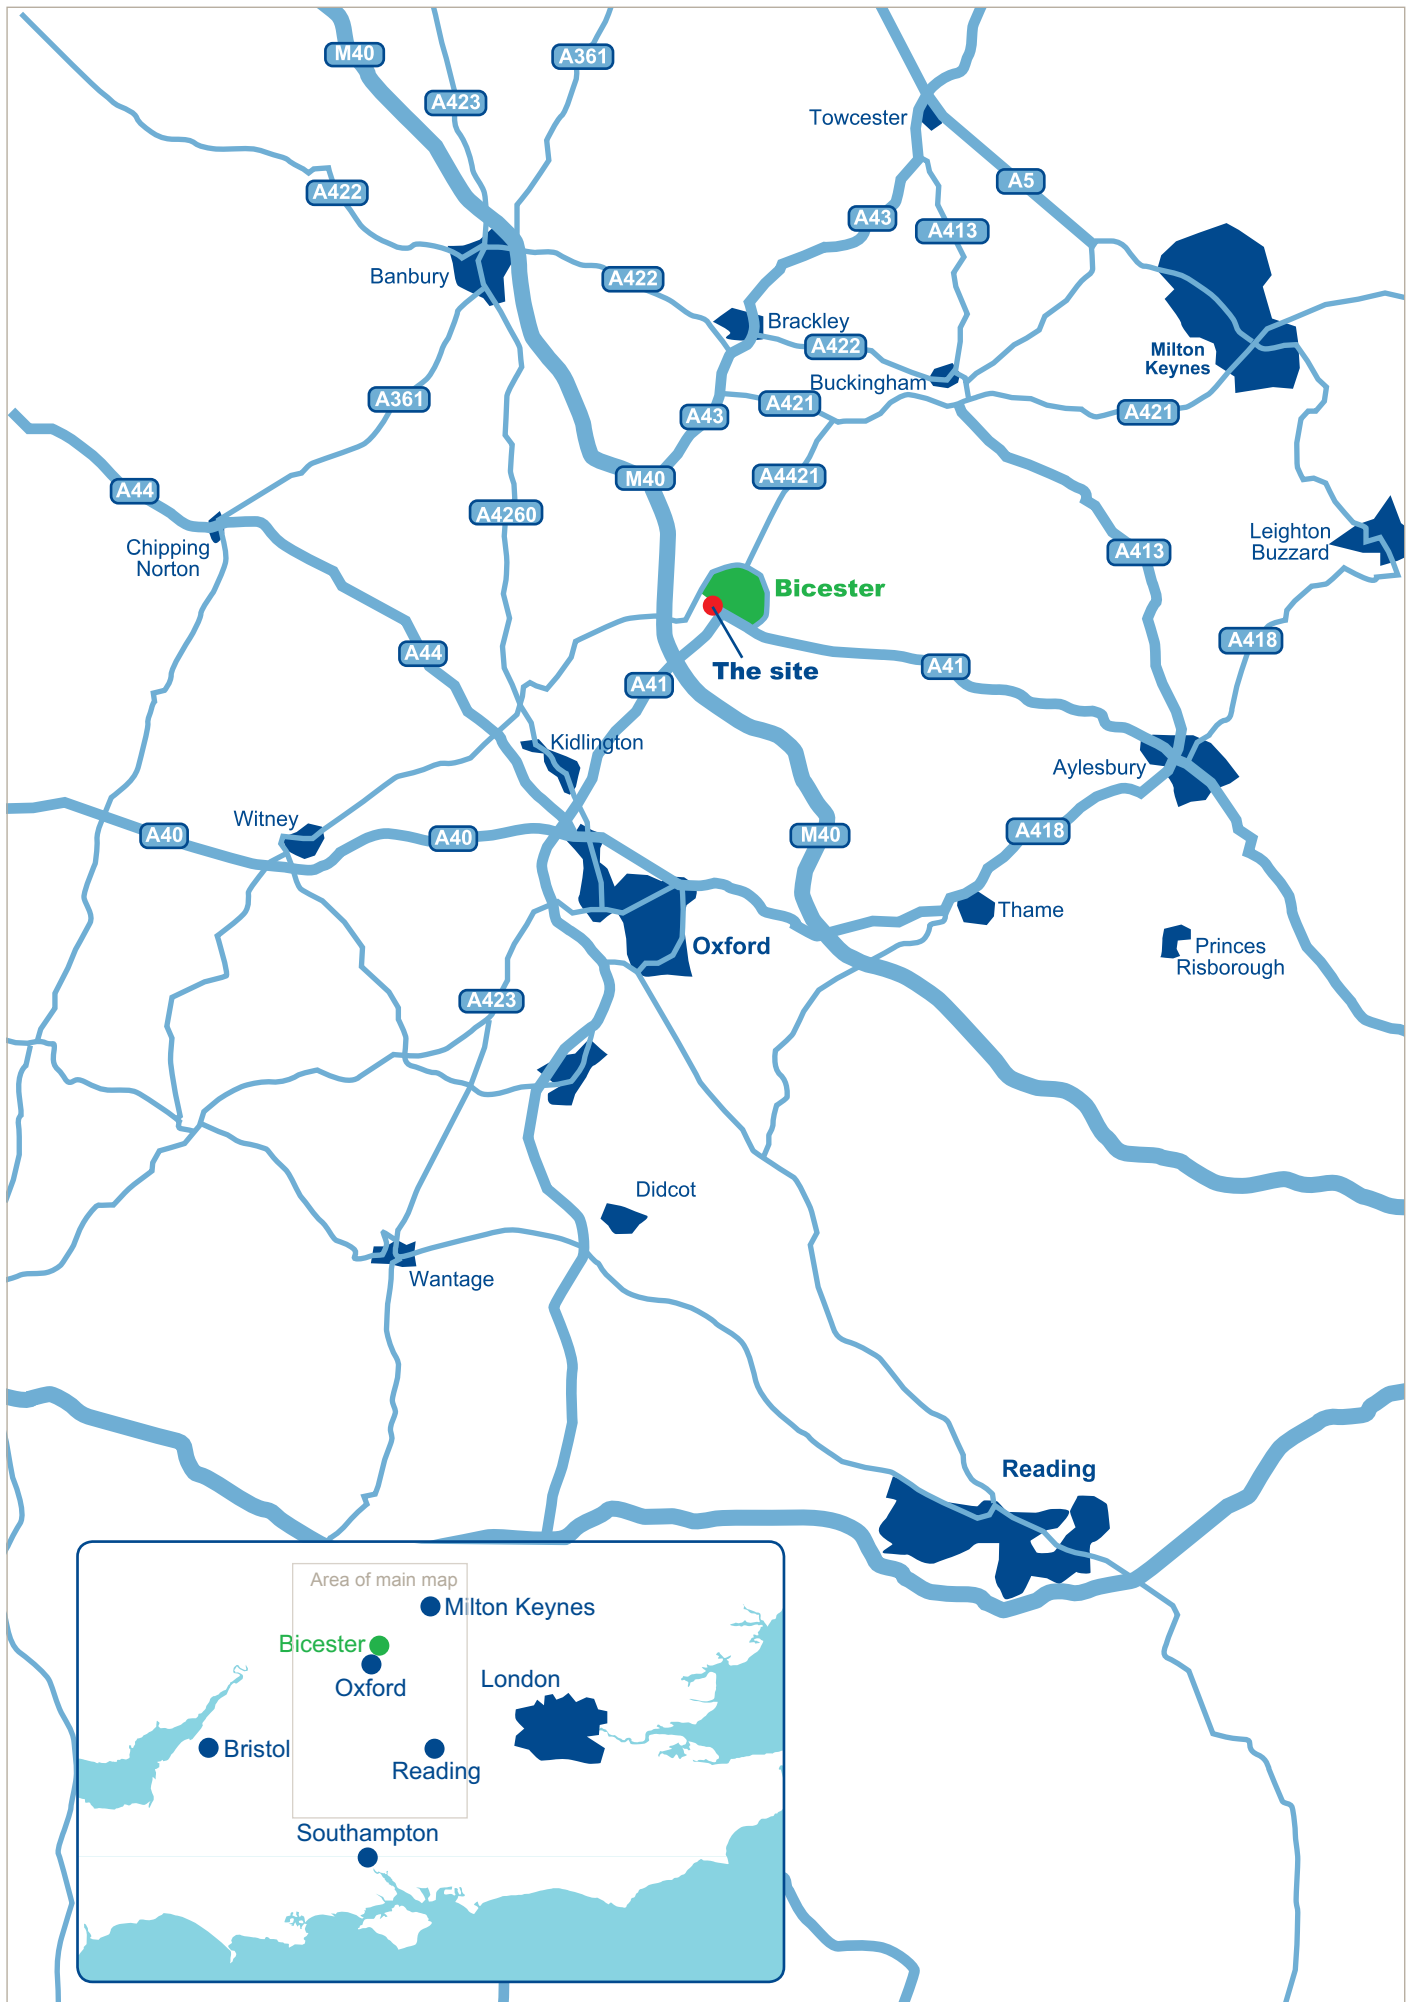 M40
A361
A423
Towcester
A5
A422
A43
A413
Banbury
A422
Brackley
A422
Milton
Keynes
Buckingham
A361
A421
A421
A43
M40
A4421
A44
A4260
Leighton
Buzzard
Chipping
Norton
A413
Bicester
A44
A418
The site
A41
A41
Kidlington
Aylesbury
Witney
A40
A40
M40
A418
Thame
Oxford
Princes
Risborough
A423
Didcot
Wantage
Reading
Area of main map
Milton Keynes
Bicester
Oxford
London
Bristol
Reading
Southampton